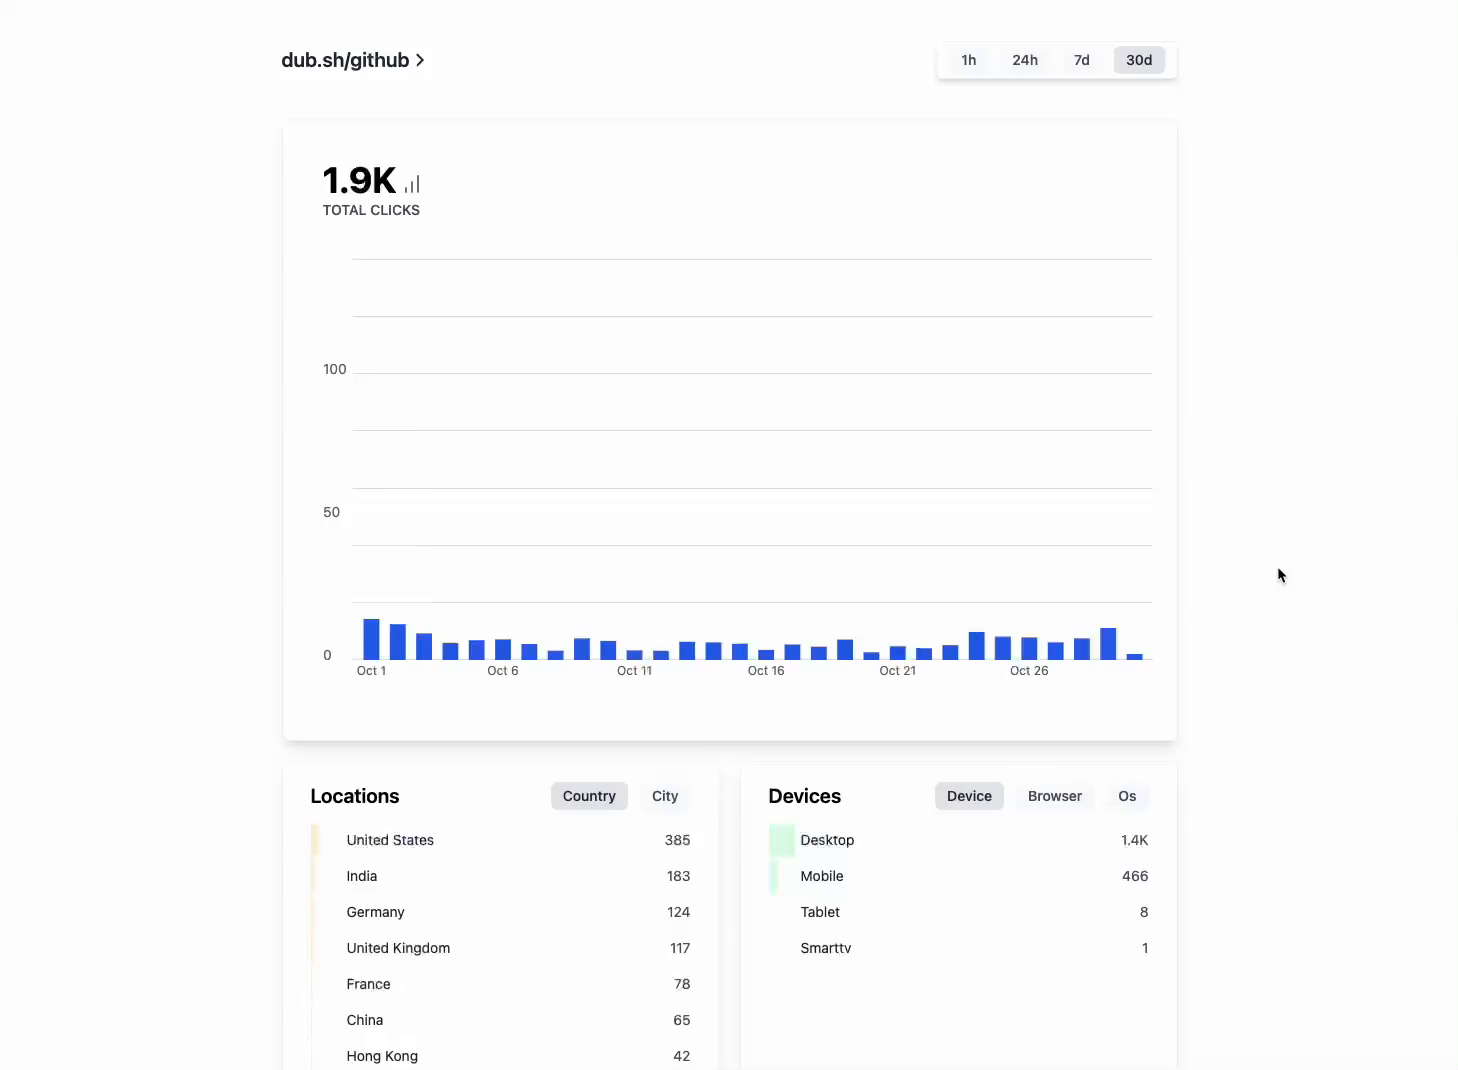 dub.sh/github >
1h 24h 7d 30d
1.9K
TOTAL CLICKS
100
50
0
Oct 1 Oct 6 Oct 11 Oct 16 Oct 21 Oct 26
Locations Country City
United States 385
India 183
Germany 124
United Kingdom 117
France 78
China 65
Hong Kong 42
Devices Device Browser Os
Desktop 1.4K
Mobile 466
Tablet 8
Smarttv 1